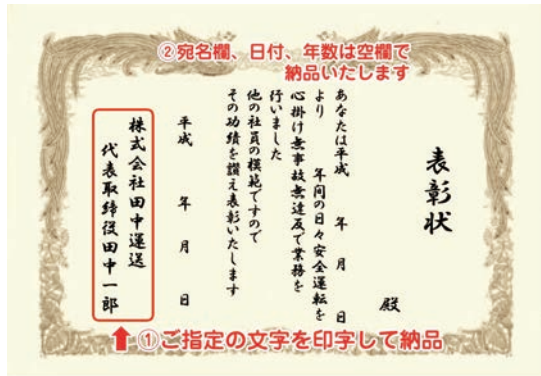 ②宛名欄、日付、年数は空欄で
納品いたします
表彰状
殿
あなたは平成 年 月 日
より 年間の日々安全運転を
心掛け無事故無違反で業務を
行いました
他の社員の模範ですので
その功績を讃え表彰いたします
平成 年 月 日
株式会社田中運送
代表取締役田中一郎
①ご指定の文字を印字して納品